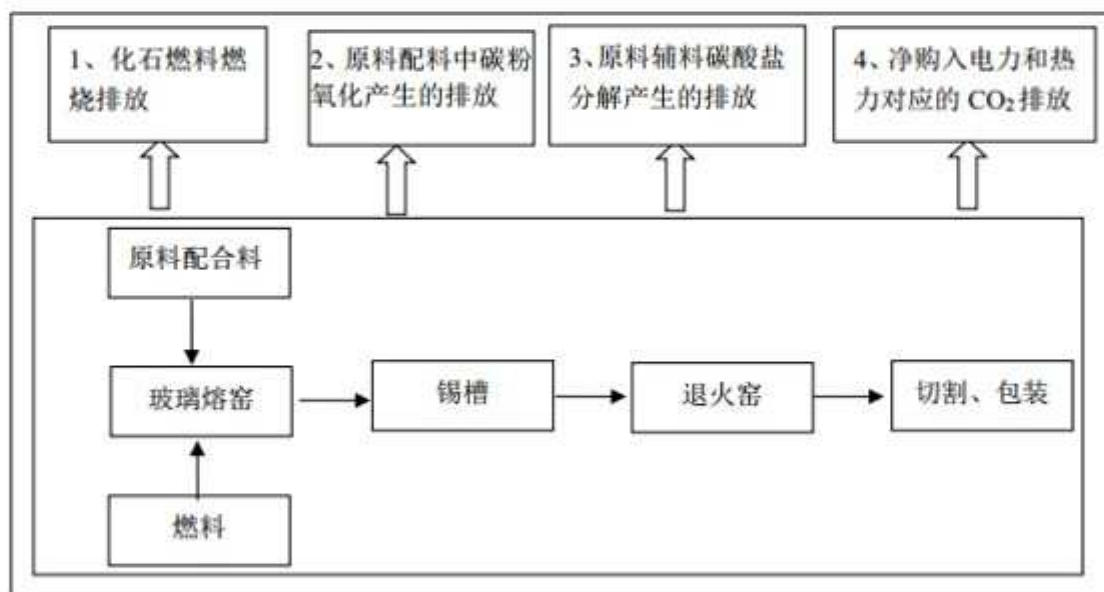 1、化石燃料燃
烧排放
2、原料配料中碳粉
氧化产生的排放
3、原料辅料碳酸盐
分解产生的排放
4、净购入电力和热
力对应的 CO₂ 排放
原料配合料
玻璃熔窑
锡槽
退火窑
切割、包装
燃料